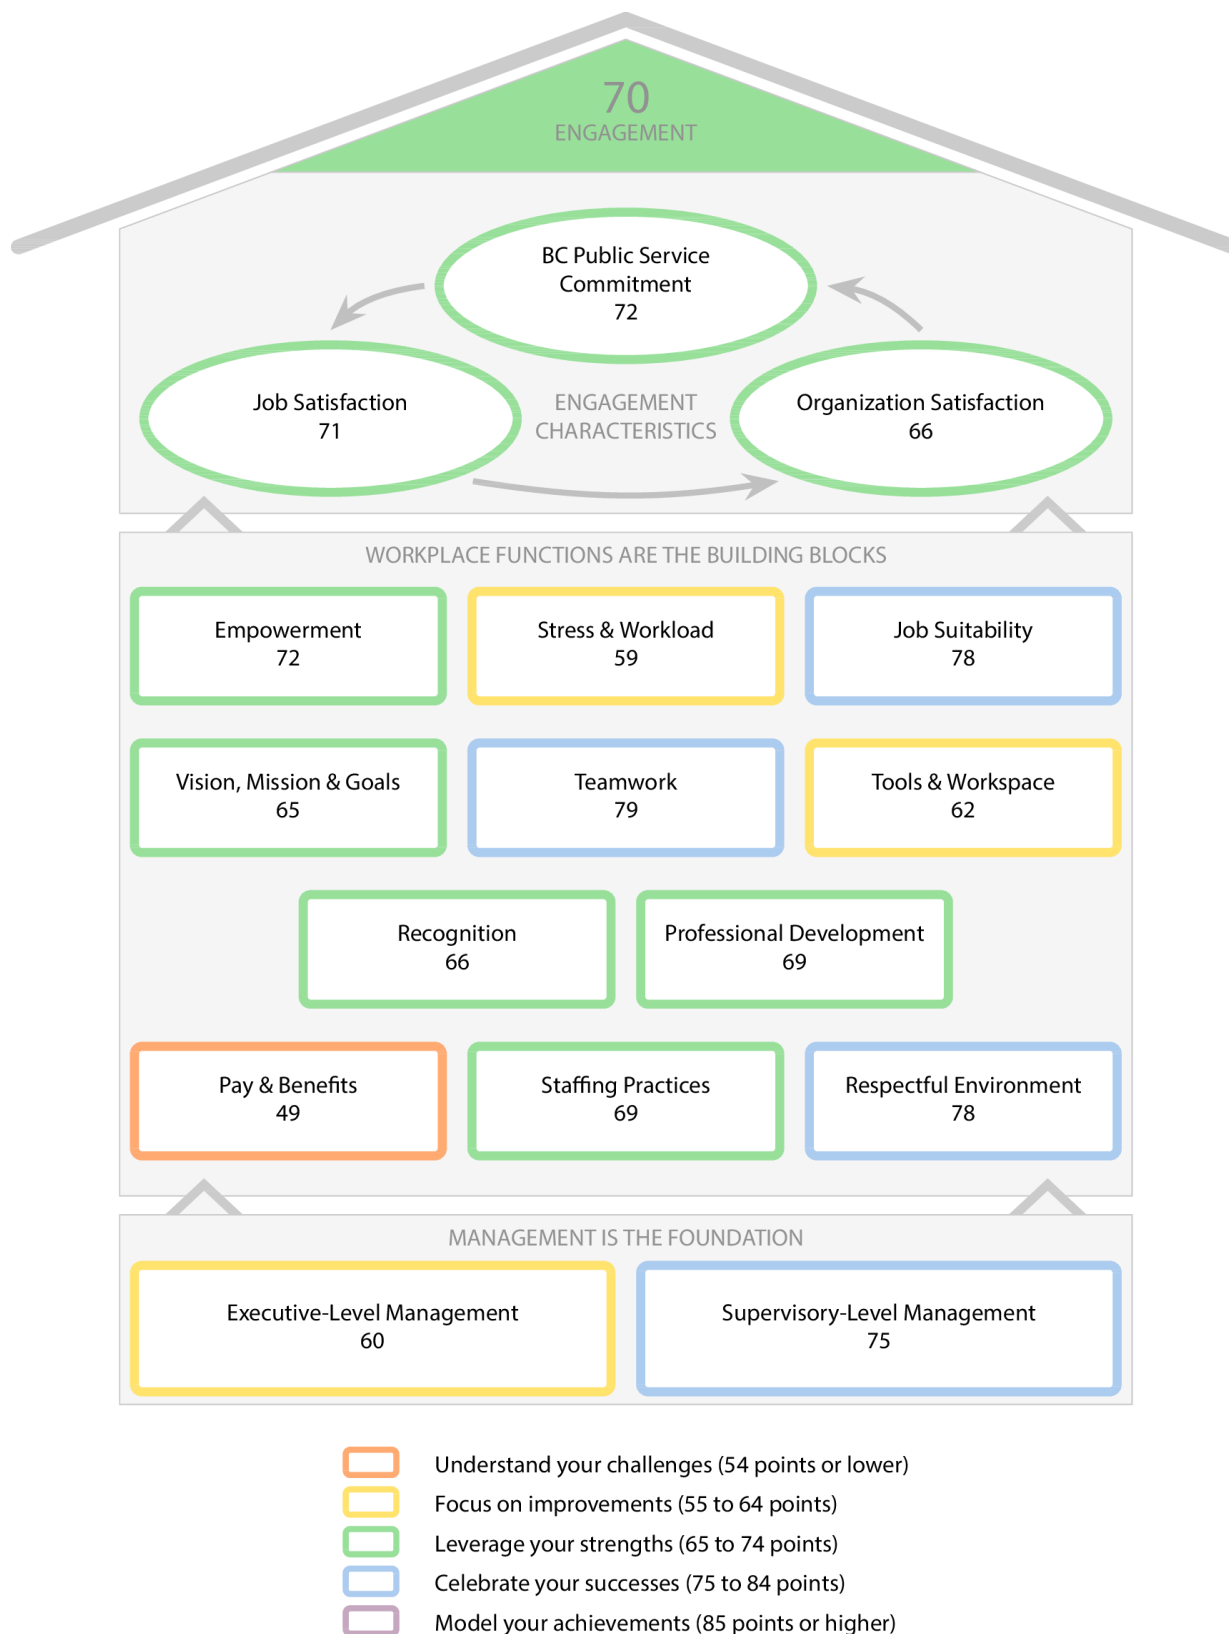 70
ENGAGEMENT
BC Public Service
Commitment
72
Job Satisfaction
71
ENGAGEMENT
CHARACTERISTICS
Organization Satisfaction
66
WORKPLACE FUNCTIONS ARE THE BUILDING BLOCKS
Empowerment
72
Stress & Workload
59
Job Suitability
78
Vision, Mission & Goals
65
Teamwork
79
Tools & Workspace
62
Recognition
66
Professional Development
69
Pay & Benefits
49
Staffing Practices
69
Respectful Environment
78
MANAGEMENT IS THE FOUNDATION
Executive-Level Management
60
Supervisory-Level Management
75
Understand your challenges (54 points or lower)
Focus on improvements (55 to 64 points)
Leverage your strengths (65 to 74 points)
Celebrate your successes (75 to 84 points)
Model your achievements (85 points or higher)